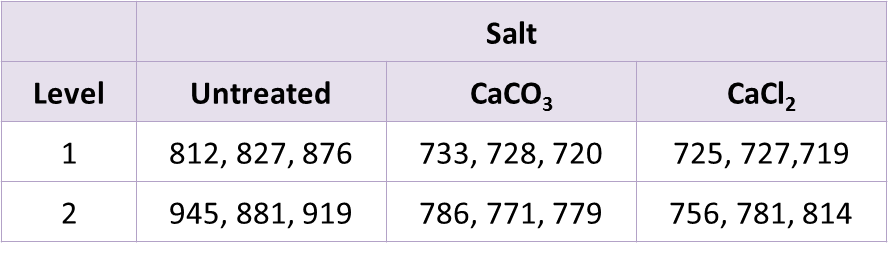 Salt
Level Untreated CaCO₃ CaCl₂
1 812, 827, 876 733, 728, 720 725, 727,719
2 945, 881, 919 786, 771, 779 756, 781, 814